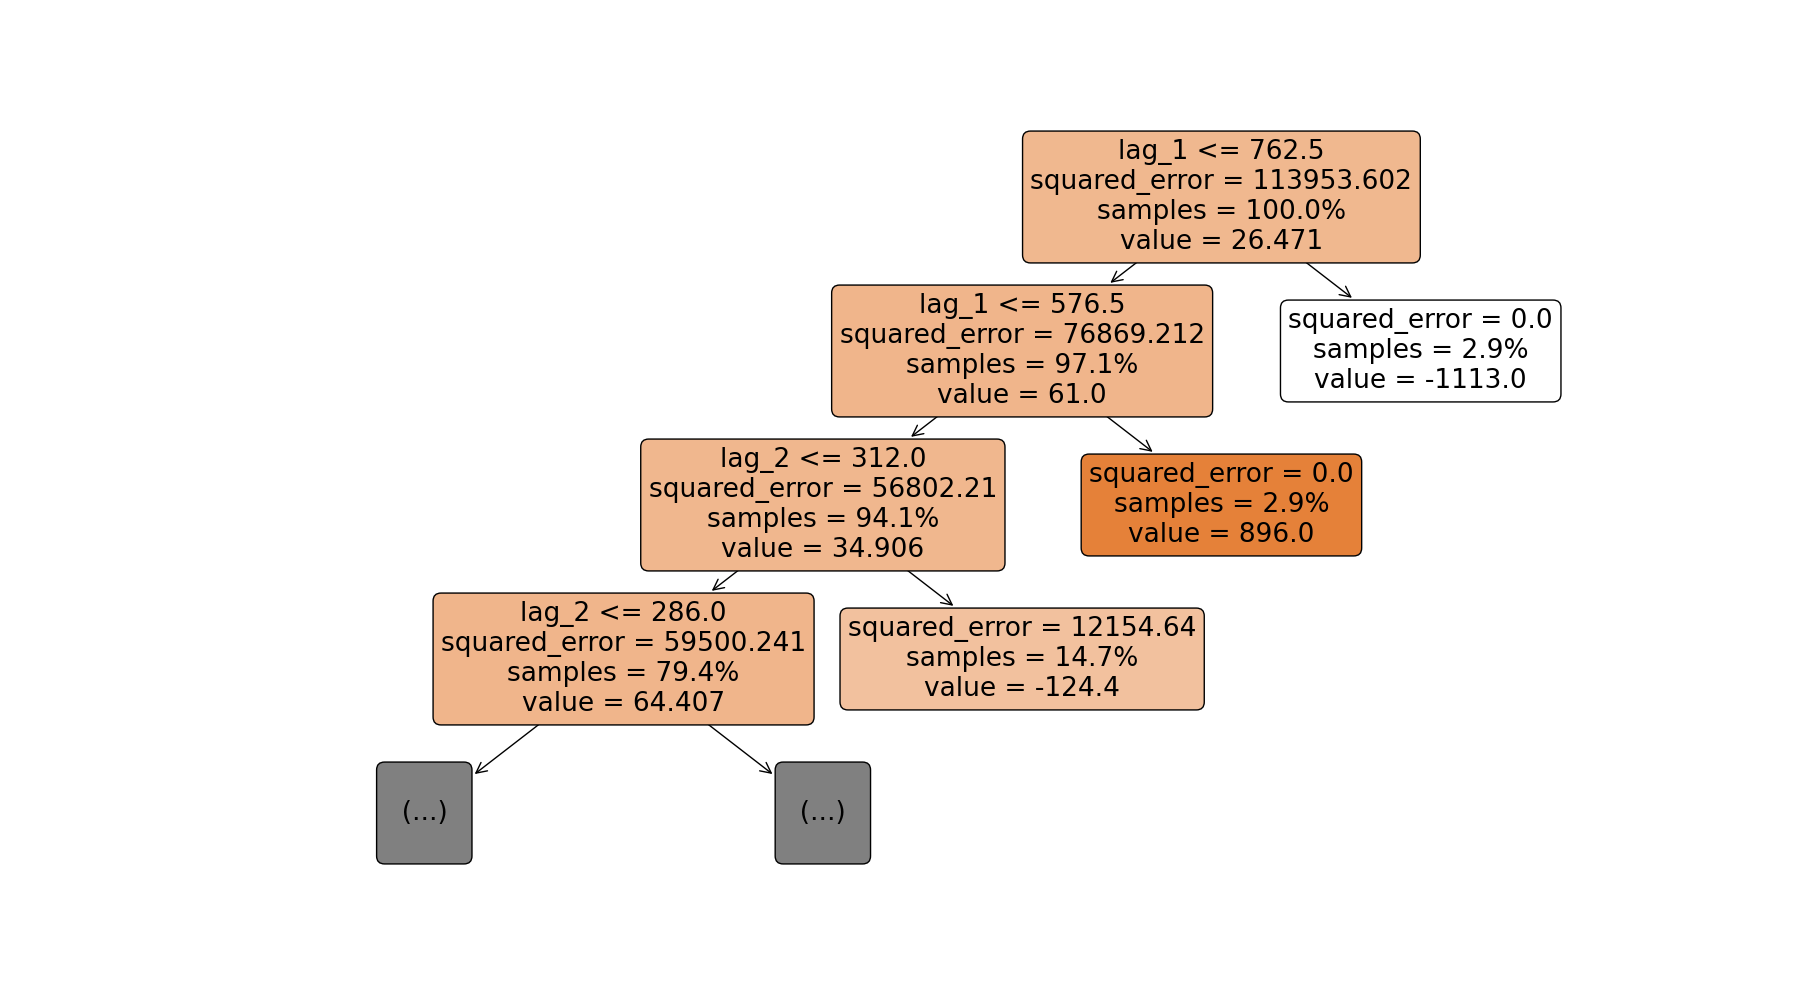 lag_1 <= 762.5
squared_error = 113953.602
samples = 100.0%
value = 26.471
lag_1 <= 576.5
squared_error = 76869.212
samples = 97.1%
value = 61.0
squared_error = 0.0
samples = 2.9%
value = -1113.0
lag_2 <= 312.0
squared_error = 56802.21
samples = 94.1%
value = 34.906
squared_error = 0.0
samples = 2.9%
value = 896.0
lag_2 <= 286.0
squared_error = 59500.241
samples = 79.4%
value = 64.407
squared_error = 12154.64
samples = 14.7%
value = -124.4
(...)
(...)